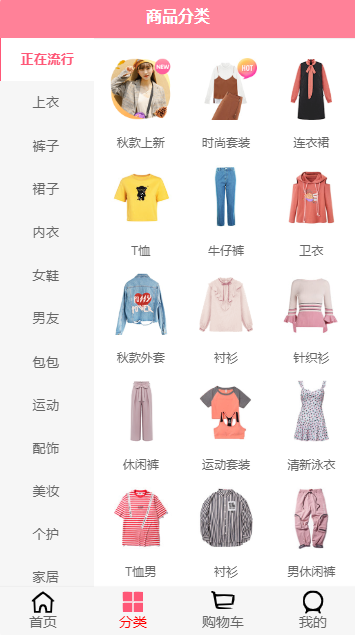 商品分类
正在流行
上衣
裤子
裙子
内衣
女鞋
男友
包包
运动
配饰
美妆
个护
家居
NEW
HOT
秋款上新
时尚套装
连衣裙
T恤
牛仔裤
卫衣
秋款外套
衬衫
针织衫
休闲裤
运动套装
清新泳衣
T恤男
衬衫
男休闲裤
首页
分类
购物车
我的